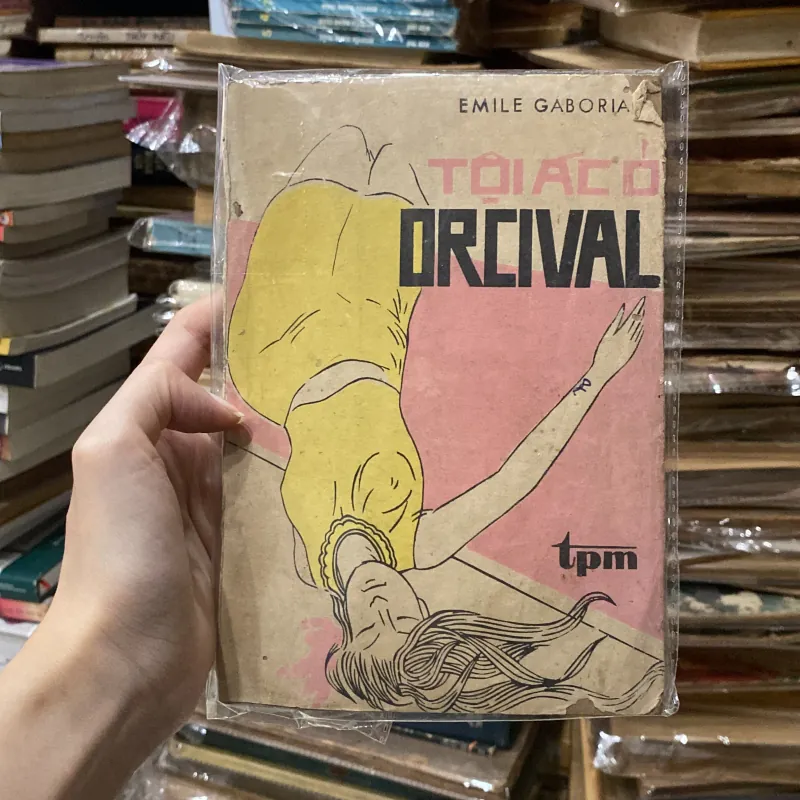 EMILE GABORIA
TỘI ÁC Ở
ORCIVAL
tpm